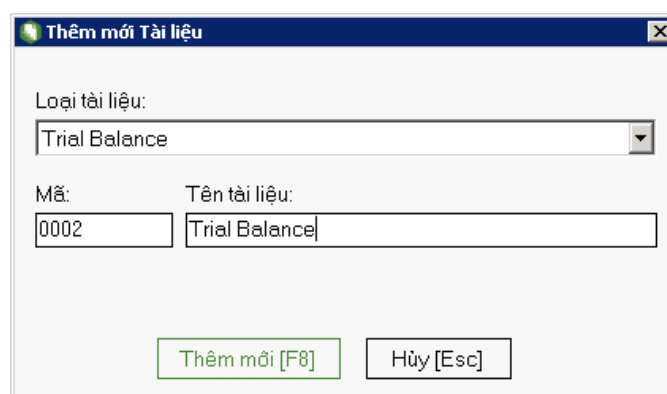 Thêm mới Tài liệu
Loại tài liệu:
Trial Balance
Mã: Tên tài liệu:
0002 Trial Balance
Thêm mới [F8] Hủy [Esc]